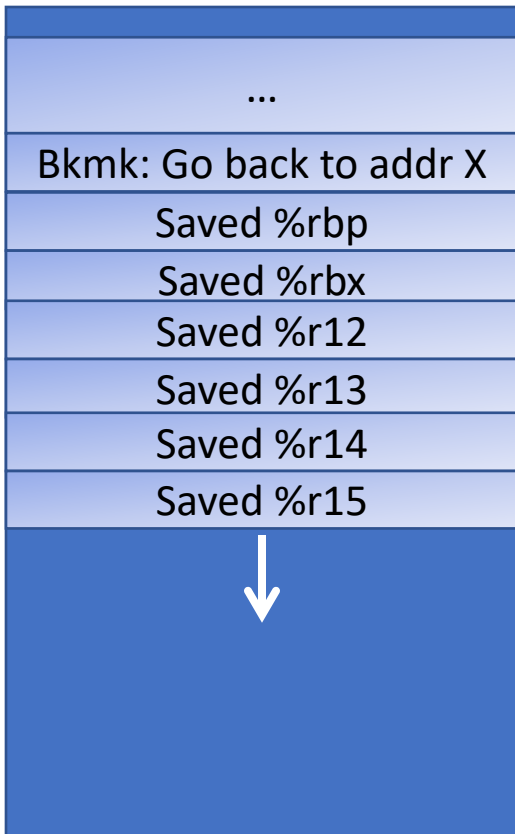 ...
Bkmk: Go back to addr X
Saved %rbp
Saved %rbx
Saved %r12
Saved %r13
Saved %r14
Saved %r15